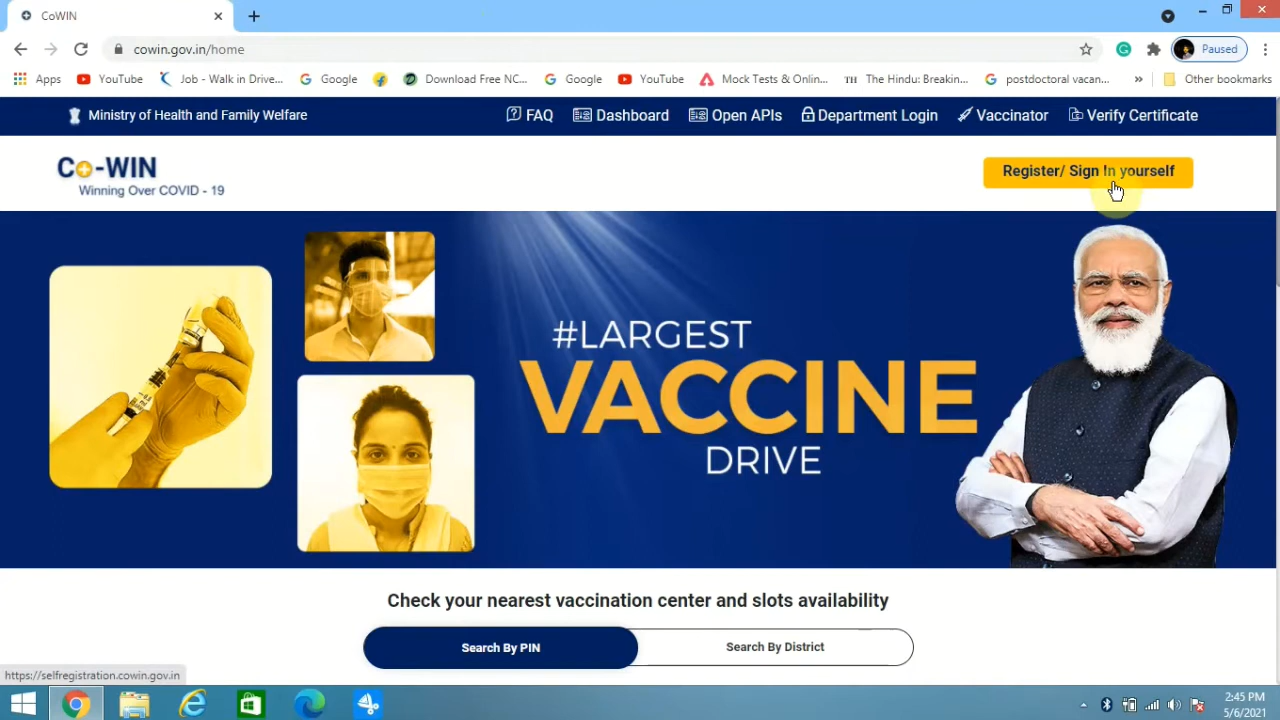 CoWIN
cowin.gov.in/home
Paused
Apps
YouTube
Job - Walk in Drive...
Google
Download Free NC...
Google
YouTube
Mock Tests & Onlin...
TH The Hindu: Breakin...
postdoctoral vacan...
»
Other bookmarks
Ministry of Health and Family Welfare
FAQ
Dashboard
Open APIs
Department Login
Vaccinator
Verify Certificate
Co-WIN
Winning Over COVID - 19
Register/ Sign In yourself
#LARGEST
VACCINE
DRIVE
Check your nearest vaccination center and slots availability
Search By PIN
Search By District
https://selfregistration.cowin.gov.in
2:45 PM
5/6/2021